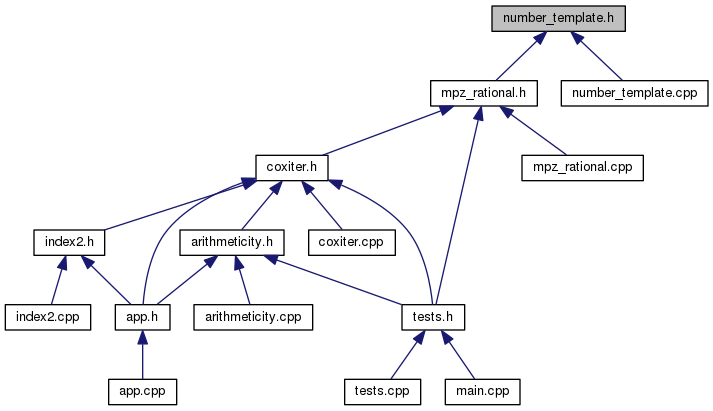 number_template.h
mpz_rational.h
number_template.cpp
coxiter.h
mpz_rational.cpp
index2.h
arithmeticity.h
coxiter.cpp
index2.cpp
app.h
arithmeticity.cpp
tests.h
app.cpp
tests.cpp
main.cpp